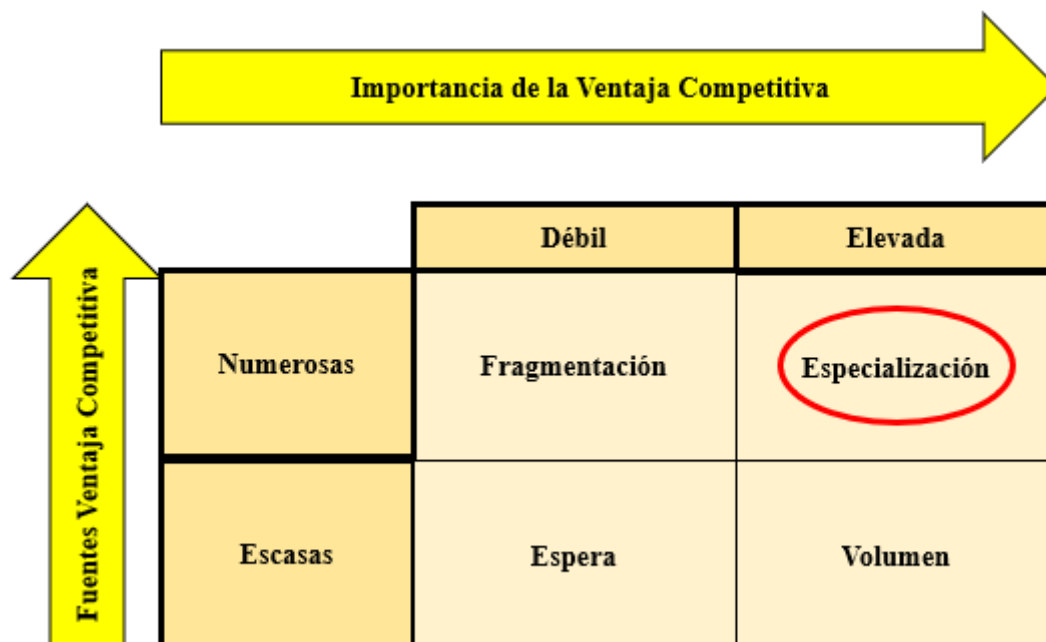 Importancia de la Ventaja Competitiva
Fuentes Ventaja Competitiva
Débil
Elevada
Numerosas
Fragmentación
Especialización
Escasas
Espera
Volumen